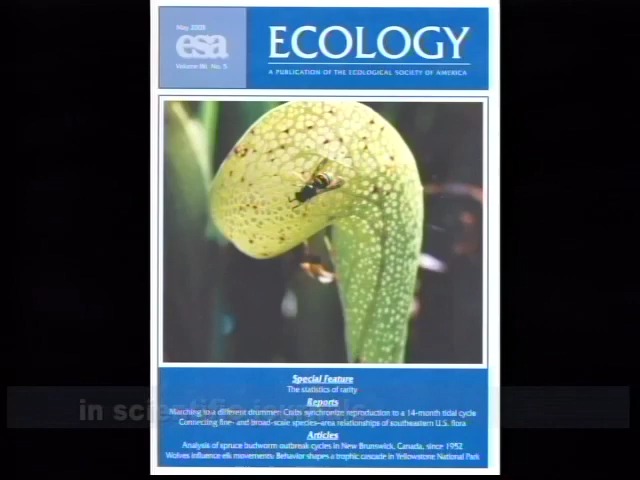 May 2005
esa
Volume 86, No. 5
ECOLOGY
A PUBLICATION OF THE ECOLOGICAL SOCIETY OF AMERICA
Special Feature
The statistics of rarity
Reports
Marching to a different drummer: Crabs synchronize reproduction to a 14-month tidal cycle
Connecting fine- and broad-scale species–area relationships of southeastern U.S. flora
Articles
Analysis of spruce budworm outbreak cycles in New Brunswick, Canada, since 1952
Wolves influence elk movements: Behavior shapes a trophic cascade in Yellowstone National Park
in scientific journals